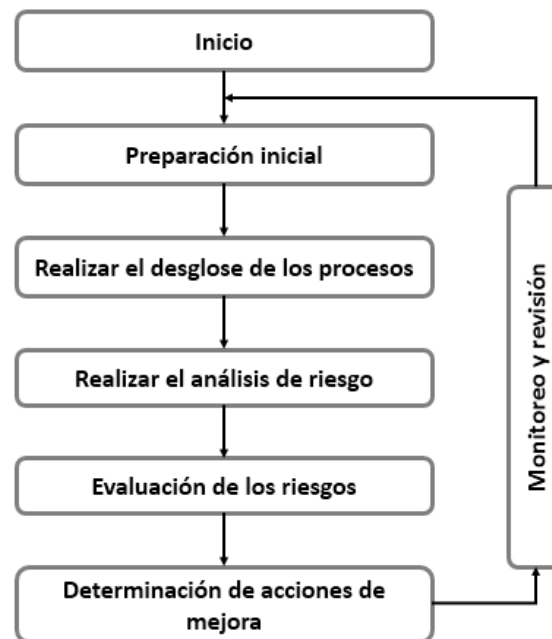 Inicio
Preparación inicial
Realizar el desglose de los procesos
Realizar el análisis de riesgo
Evaluación de los riesgos
Determinación de acciones de
mejora
Monitoreo y revisión